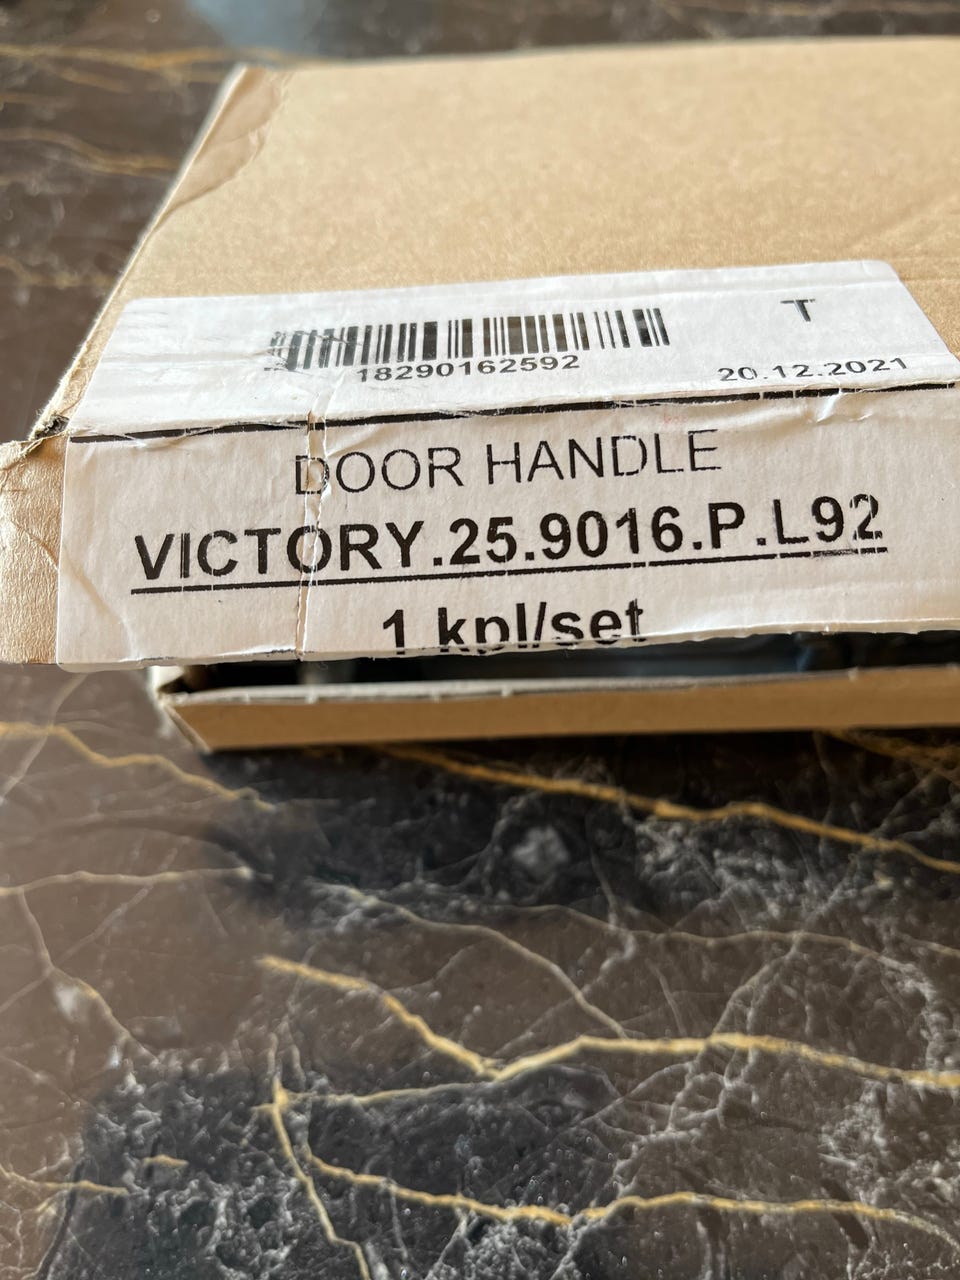 T
18290162592
20.12.2021
DOOR HANDLE
VICTORY.25.9016.P.L92
1 kpl/set